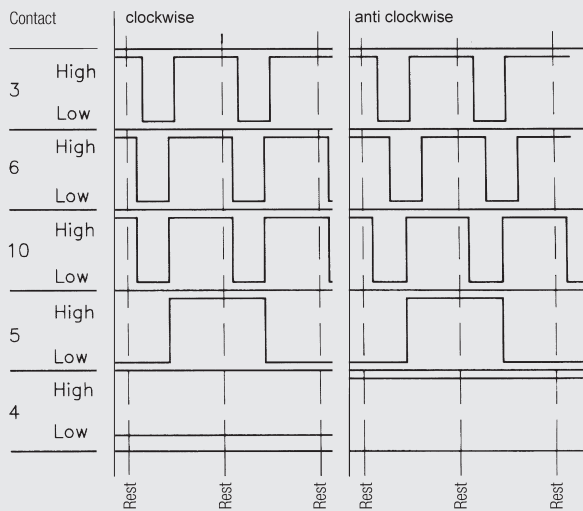 Contact clockwise anti clockwise
3 High
Low
6 High
Low
10 High
Low
5 High
Low
4 High
Low
Rest Rest Rest Rest Rest Rest